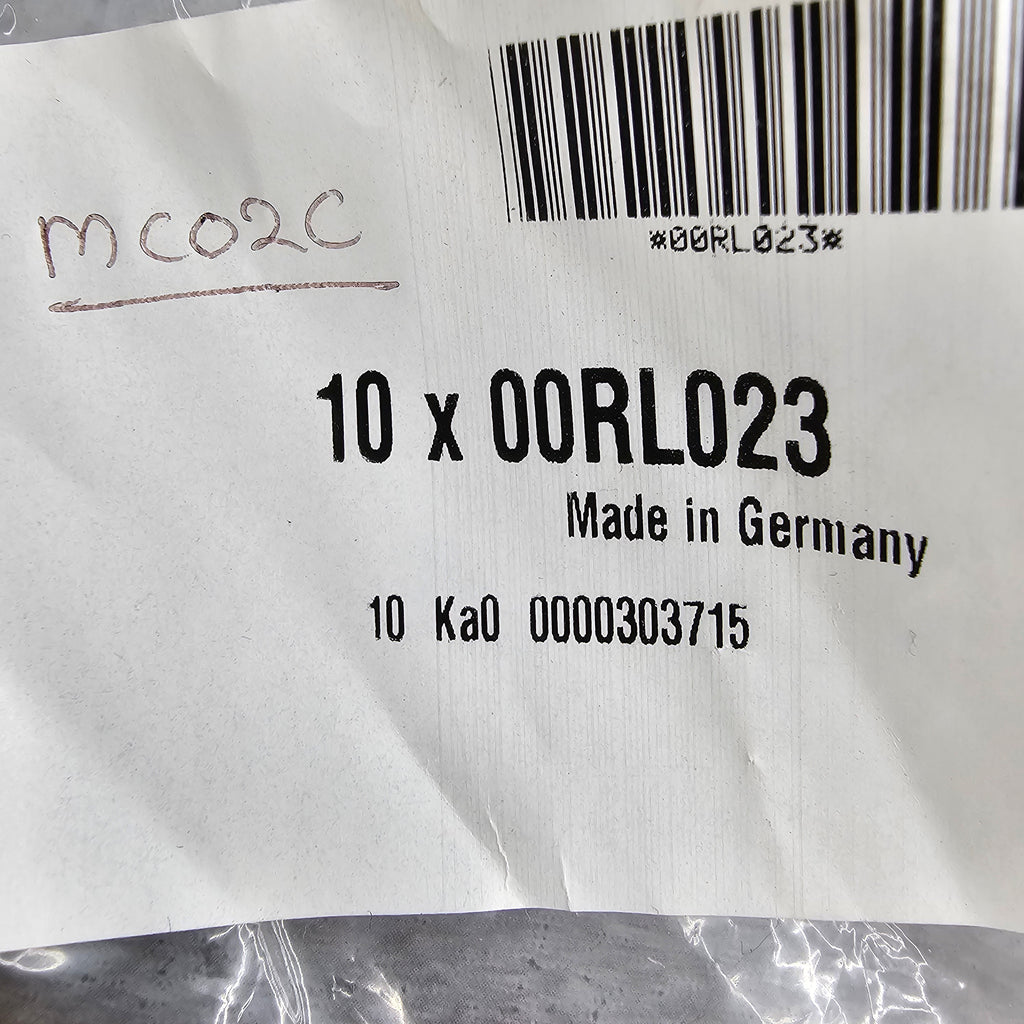 *00RL023*
MC02C
10 x 00RL023
Made in Germany
10 Ka0 0000303715